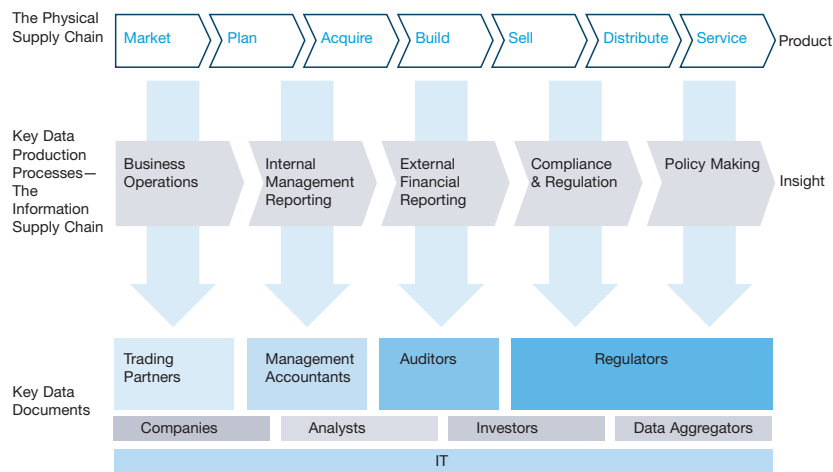 The Physical
Supply Chain
Market
Plan
Acquire
Build
Sell
Distribute
Service
Product
Key Data
Production
Processes—
The
Information
Supply Chain
Business
Operations
Internal
Management
Reporting
External
Financial
Reporting
Compliance
& Regulation
Policy Making
Insight
Key Data
Documents
Trading
Partners
Management
Accountants
Auditors
Regulators
Companies
Analysts
Investors
Data Aggregators
IT